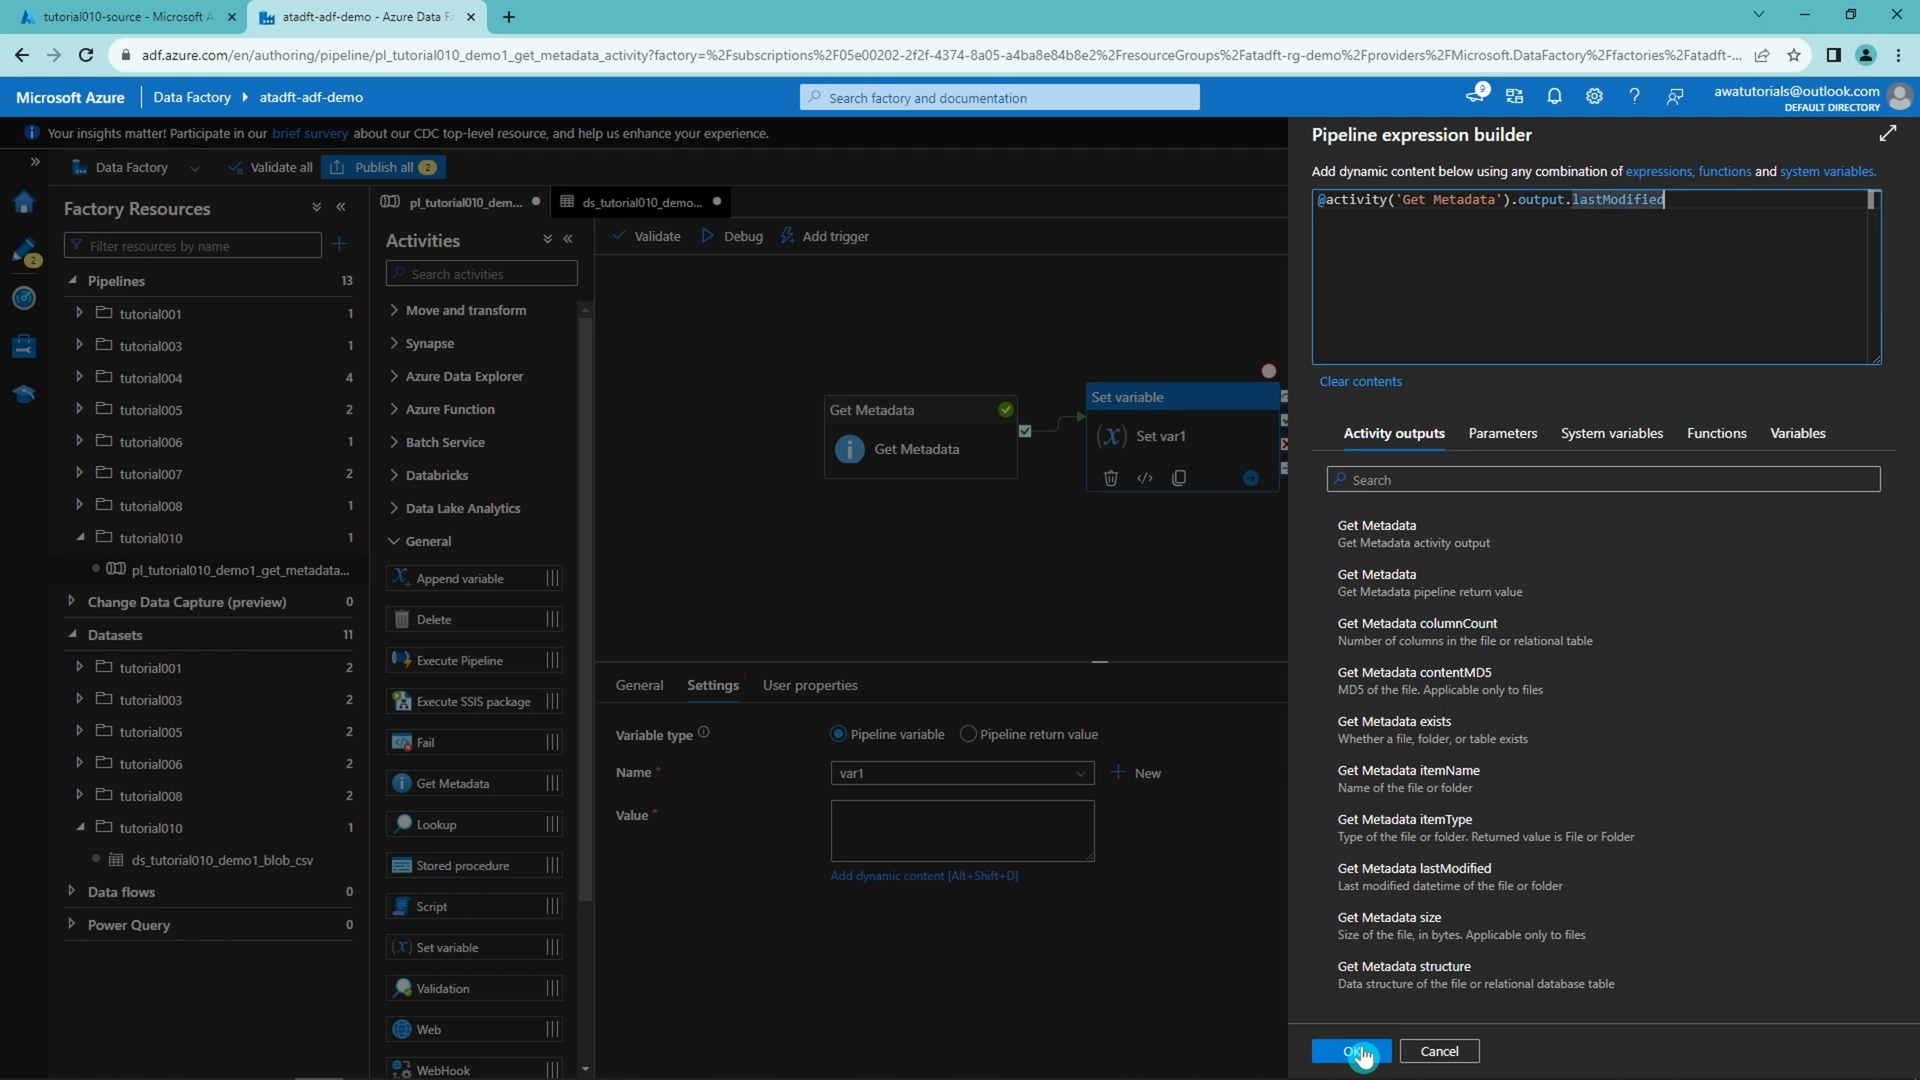 tutorial010-source - Microsoft A
atadft-adf-demo - Azure Data Fa
adf.azure.com/en/authoring/pipeline/pl_tutorial010_demo1_get_metadata_activity?factory=%2Fsubscriptions%2F05e00202-2f2f-4374-8a05-a4ba8e84b8e2%2FresourceGroups%2Fatadft-rg-demo%2Fproviders%2FMicrosoft.DataFactory%2Ffactories%2Fatadft-...
Microsoft Azure
Data Factory
atadft-adf-demo
Search factory and documentation
9
awatutorials@outlook.com
DEFAULT DIRECTORY
Your insights matter! Participate in our brief survey about our CDC top-level resource, and help us enhance your experience.
Data Factory
Validate all
Publish all 2
Factory Resources
Filter resources by name
2
Pipelines 13
tutorial001 1
tutorial003 1
tutorial004 4
tutorial005 2
tutorial006 1
tutorial007 2
tutorial008 1
tutorial010 1
pl_tutorial010_demo1_get_metadata...
Change Data Capture (preview) 0
Datasets 11
tutorial001 2
tutorial003 2
tutorial005 2
tutorial006 2
tutorial008 2
tutorial010 1
ds_tutorial010_demo1_blob_csv
Data flows 0
Power Query 0
pl_tutorial010_dem...
ds_tutorial010_demo...
Activities
Search activities
Move and transform
Synapse
Azure Data Explorer
Azure Function
Batch Service
Databricks
Data Lake Analytics
General
Append variable
Delete
Execute Pipeline
Execute SSIS package
Fail
Get Metadata
Lookup
Stored procedure
Script
Set variable
Validation
Web
WebHook
Validate
Debug
Add trigger
Get Metadata
Get Metadata
Set variable
Set var1
General
Settings
User properties
Variable type
Pipeline variable
Pipeline return value
Name *
var1
New
Value *
Add dynamic content [Alt+Shift+D]
Pipeline expression builder
Add dynamic content below using any combination of expressions, functions and system variables.
@activity('Get Metadata').output.lastModified
Clear contents
Activity outputs
Parameters
System variables
Functions
Variables
Search
Get Metadata
Get Metadata activity output
Get Metadata
Get Metadata pipeline return value
Get Metadata columnCount
Number of columns in the file or relational table
Get Metadata contentMD5
MD5 of the file. Applicable only to files
Get Metadata exists
Whether a file, folder, or table exists
Get Metadata itemName
Name of the file or folder
Get Metadata itemType
Type of the file or folder. Returned value is File or Folder
Get Metadata lastModified
Last modified datetime of the file or folder
Get Metadata size
Size of the file, in bytes. Applicable only to files
Get Metadata structure
Data structure of the file or relational database table
OK
Cancel